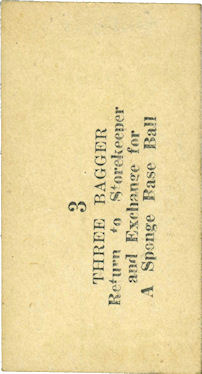 3
THREE BAGGER
Return to Storekeeper
and Exchange for
A Sponge Base Ball